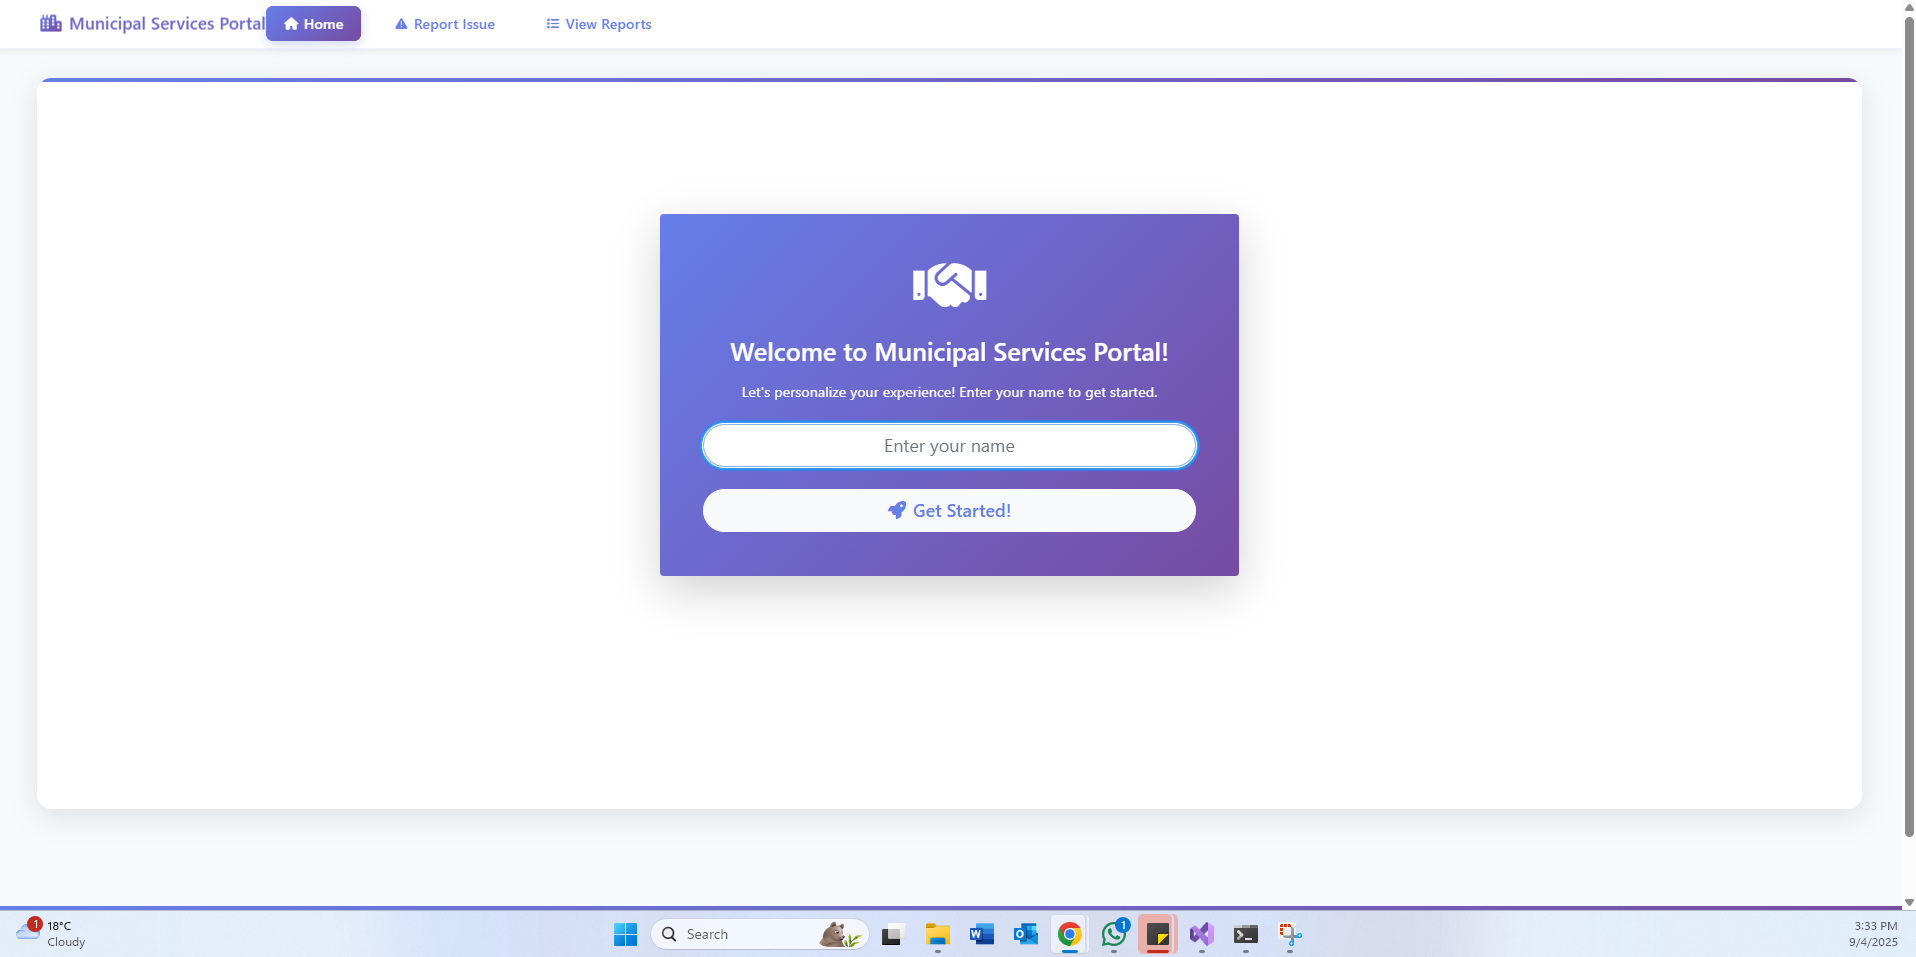 Municipal Services Portal
Home
Report Issue
View Reports
Welcome to Municipal Services Portal!
Let's personalize your experience! Enter your name to get started.
Enter your name
Get Started!
1
18°C
Cloudy
Search
1
3:33 PM
9/4/2025